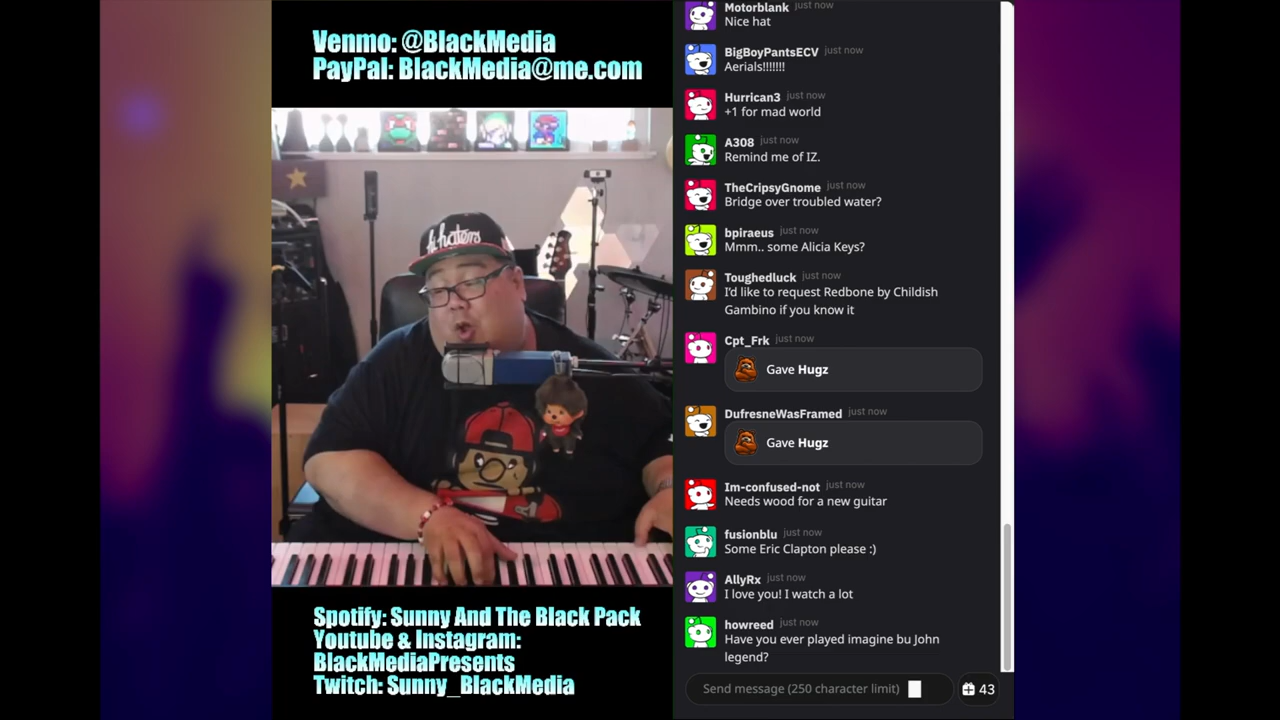 Venmo: @BlackMedia
PayPal: BlackMedia@me.com
hi haters
Spotify: Sunny And The Black Pack
Youtube & Instagram:
BlackMediaPresents
Twitch: Sunny_BlackMedia
Motorblank just now
Nice hat
BigBoyPantsECV just now
Aerials!!!!!!!
Hurrican3 just now
+1 for mad world
A308 just now
Remind me of IZ.
TheCripsyGnome just now
Bridge over troubled water?
bpiraeus just now
Mmm.. some Alicia Keys?
Toughedluck just now
I'd like to request Redbone by Childish
Gambino if you know it
Cpt_Frk just now
Gave Hugz
DufresneWasFramed just now
Gave Hugz
Im-confused-not just now
Needs wood for a new guitar
fusionblu just now
Some Eric Clapton please :)
AllyRx just now
I love you! I watch a lot
howreed just now
Have you ever played imagine bu John
legend?
Send message (250 character limit)
43